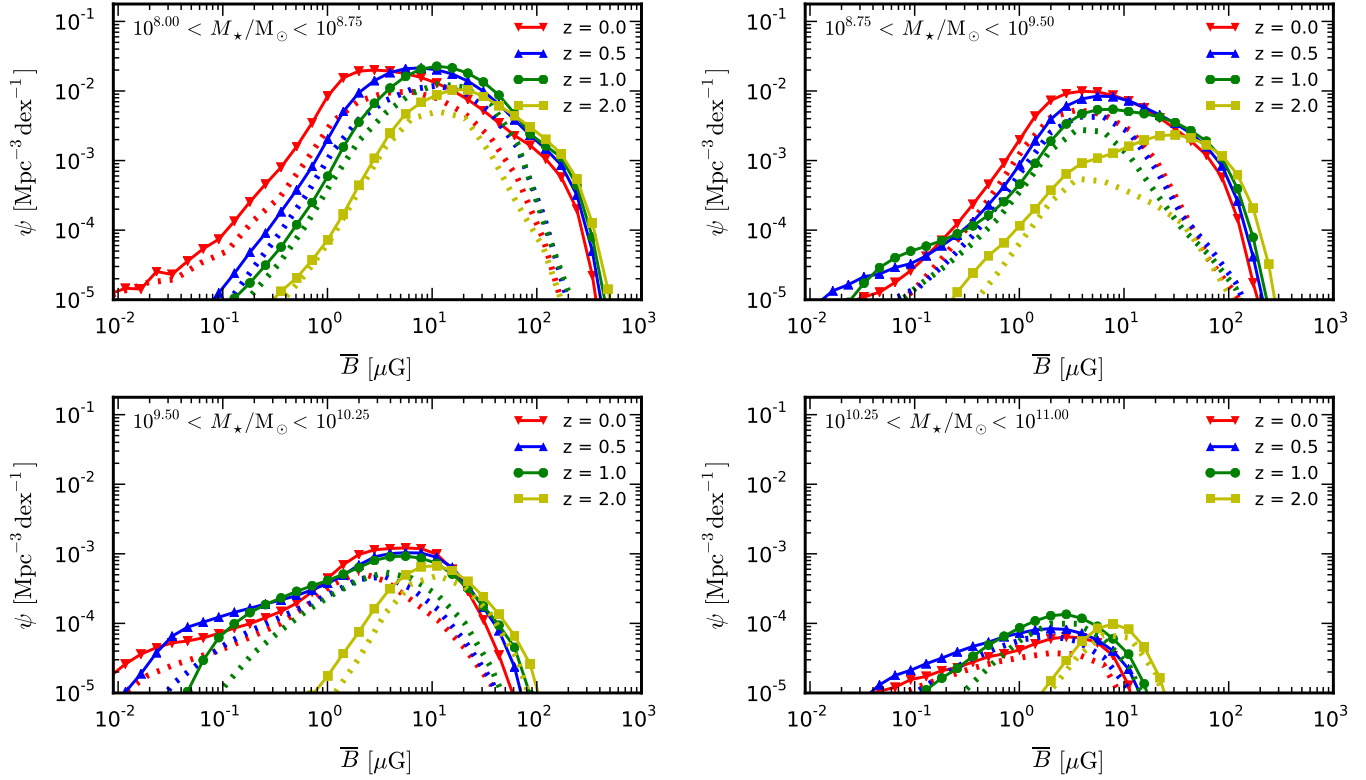 10^8.00 < M⋆/M⊙ < 10^8.75
z = 0.0
z = 0.5
z = 1.0
z = 2.0
10^-1
10^-2
10^-3
10^-4
10^-5
ψ [Mpc^-3 dex^-1]
10^-2 10^-1 10^0 10^1 10^2 10^3
B̅ [μG]
10^8.75 < M⋆/M⊙ < 10^9.50
z = 0.0
z = 0.5
z = 1.0
z = 2.0
10^-1
10^-2
10^-3
10^-4
10^-5
ψ [Mpc^-3 dex^-1]
10^-2 10^-1 10^0 10^1 10^2 10^3
B̅ [μG]
10^9.50 < M⋆/M⊙ < 10^10.25
z = 0.0
z = 0.5
z = 1.0
z = 2.0
10^-1
10^-2
10^-3
10^-4
10^-5
ψ [Mpc^-3 dex^-1]
10^-2 10^-1 10^0 10^1 10^2 10^3
B̅ [μG]
10^10.25 < M⋆/M⊙ < 10^11.00
z = 0.0
z = 0.5
z = 1.0
z = 2.0
10^-1
10^-2
10^-3
10^-4
10^-5
ψ [Mpc^-3 dex^-1]
10^-2 10^-1 10^0 10^1 10^2 10^3
B̅ [μG]